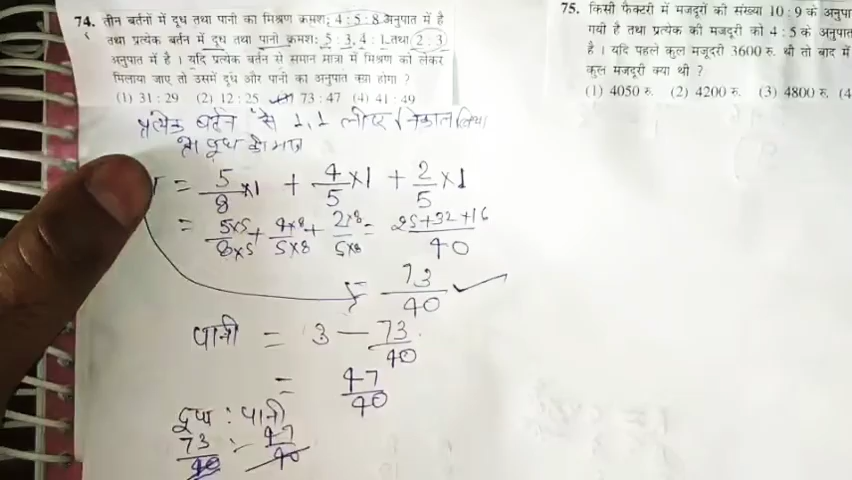 74. तीन बर्तनों में दूध तथा पानी का मिश्रण क्रमश: 4 : 5 : 8 अनुपात में है
तथा प्रत्येक बर्तन में दूध तथा पानी क्रमश: 5 : 3, 4 : 1 तथा 2 : 3
अनुपात में है । यदि प्रत्येक बर्तन से समान मात्रा में मिश्रण को लेकर
मिलाया जाए तो उसमें दूध और पानी का अनुपात क्या होगा ?
(1) 31 : 29 (2) 12 : 25 73 : 47 (4) 41 : 49
प्रत्येक बर्तन से 1,1 लीटर निकाल लिया
दूध की मात्रा
= 5/8 ×1 + 4/5 ×1 + 2/5 ×1
= 5×5/8×5 + 4×8/5×8 + 2×8/5×8 = 25+32+16/40
= 73/40
पानी = 3 — 73/40
= 47/40
दूध : पानी
73/40 : 47/40
75. किसी फैक्टरी में मजदूरों की संख्या 10 : 9 के अनुपा
गयी है तथा प्रत्येक की मजदूरी को 4 : 5 के अनुपात
है । यदि पहले कुल मजदूरी 3600 रु. थी तो बाद में
कुल मजदूरी क्या थी ?
(1) 4050 रु. (2) 4200 रु. (3) 4800 रु. (4